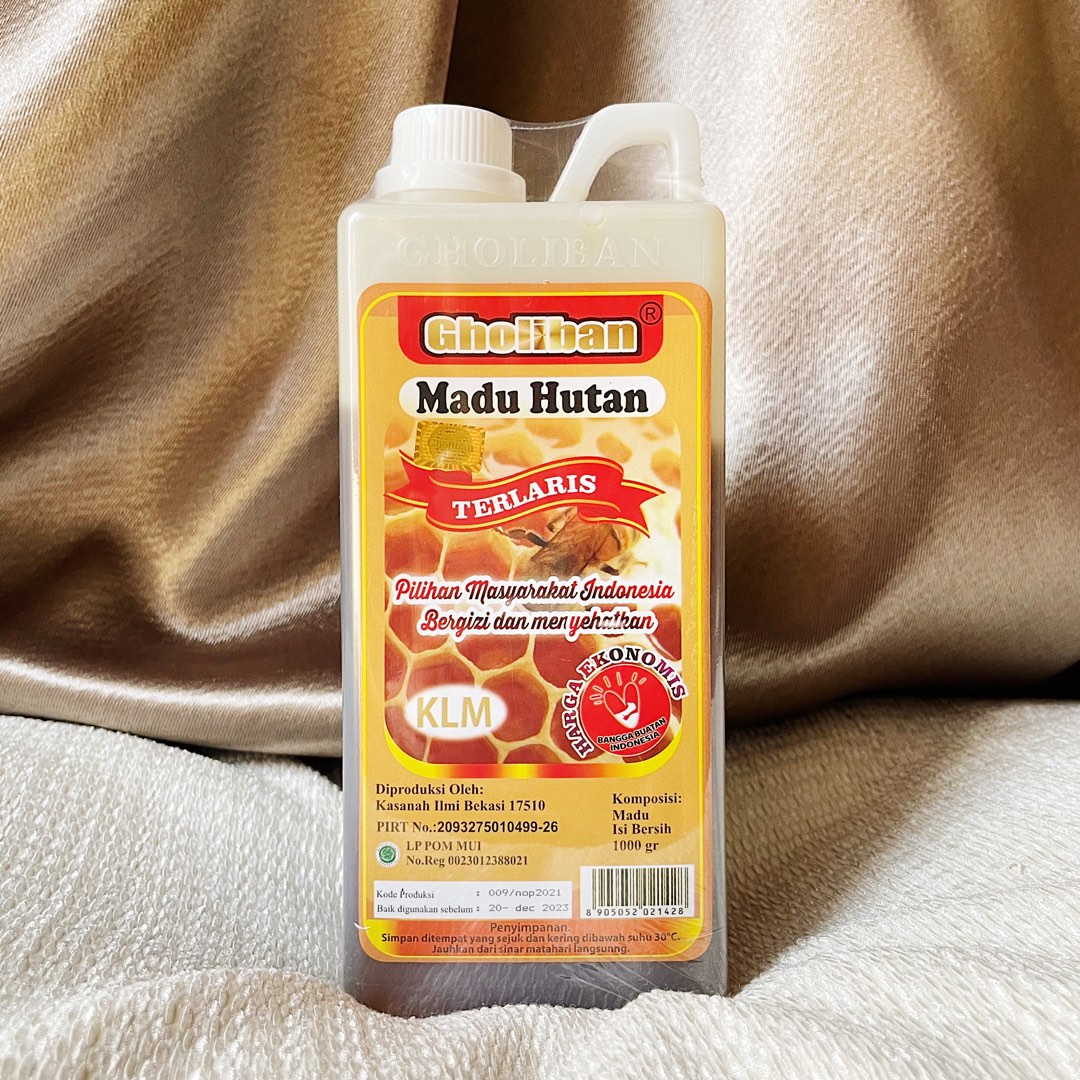 GHOLIBAN
Gholiban ®
Madu Hutan
TERLARIS
Pilihan Masyarakat Indonesia
Bergizi dan menyehatkan
KLM
HARGA EKONOMIS
BANGGA BUATAN
INDONESIA
Diproduksi Oleh:
Kasanah Ilmi Bekasi 17510
PIRT No.:2093275010499-26
LP POM MUI
No.Reg 0023012388021
Komposisi:
Madu
Isi Bersih
1000 gr
Kode Produksi : 009/nop2021
Baik digunakan sebelum : 20- dec 2023
8 905052 021428
Penyimpanan.
Simpan ditempat yang sejuk dan kering dibawah suhu 30°C.
Jauhkan dari sinar matahari langsunng.